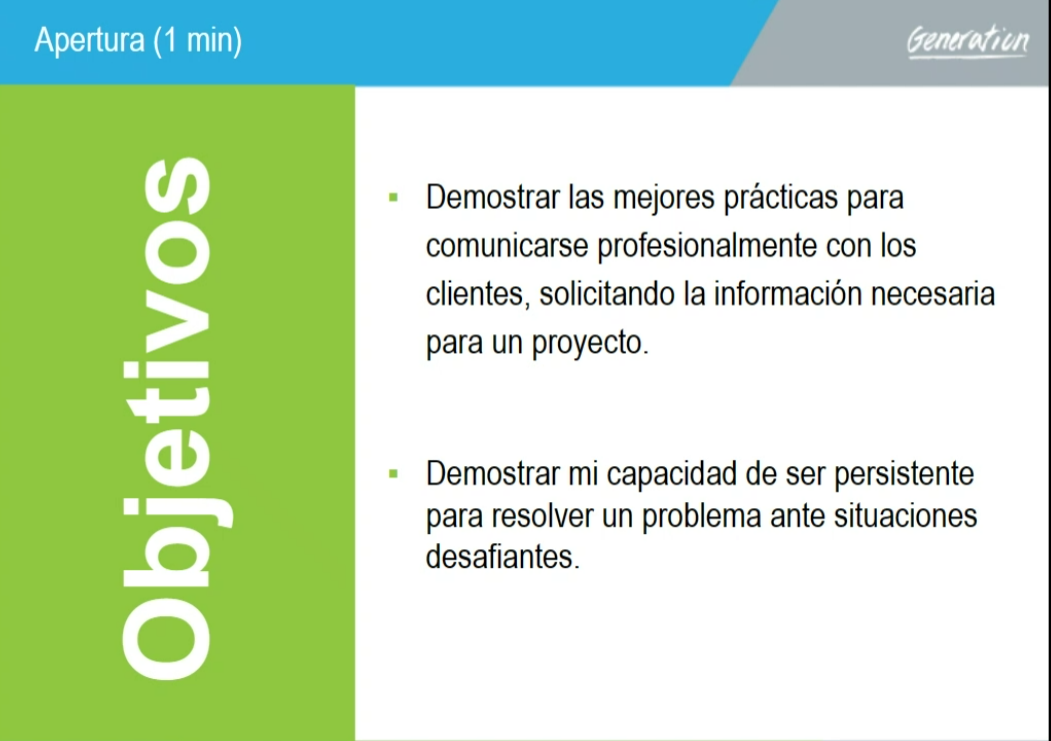 Apertura (1 min)
Generation
Objetivos
▪ Demostrar las mejores prácticas para
comunicarse profesionalmente con los
clientes, solicitando la información necesaria
para un proyecto.
▪ Demostrar mi capacidad de ser persistente
para resolver un problema ante situaciones
desafiantes.